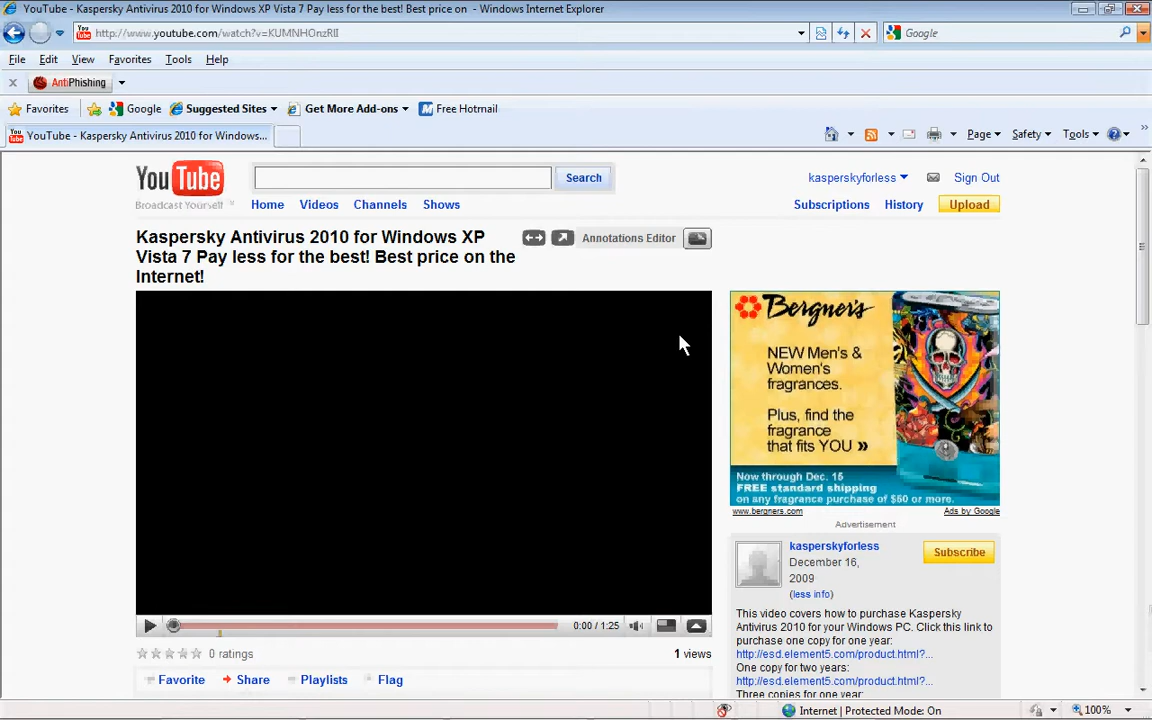 YouTube - Kaspersky Antivirus 2010 for Windows XP Vista 7 Pay less for the best! Best price on - Windows Internet Explorer
http://www.youtube.com/watch?v=KUMNHOnzRlI
Google
File Edit View Favorites Tools Help
AntiPhishing
Favorites Google Suggested Sites Get More Add-ons Free Hotmail
YouTube - Kaspersky Antivirus 2010 for Windows...
Page Safety Tools
YouTube
Broadcast Yourself
Search
kasperskyforless Sign Out
Home Videos Channels Shows
Subscriptions History Upload
Kaspersky Antivirus 2010 for Windows XP
Vista 7 Pay less for the best! Best price on the
Internet!
Annotations Editor
Bergner's
NEW Men's &
Women's
fragrances.
Plus, find the
fragrance
that fits YOU »
Now through Dec. 15
FREE standard shipping
on any fragrance purchase of $50 or more.
www.bergners.com Ads by Google
Advertisement
kasperskyforless
Subscribe
December 16,
2009
(less info)
This video covers how to purchase Kaspersky
Antivirus 2010 for your Windows PC. Click this link to
purchase one copy for one year:
http://esd.element5.com/product.html?...
One copy for two years:
http://esd.element5.com/product.html?...
Three copies for one year:
0:00 / 1:25
0 ratings
1 views
Favorite Share Playlists Flag
Internet | Protected Mode: On
100%